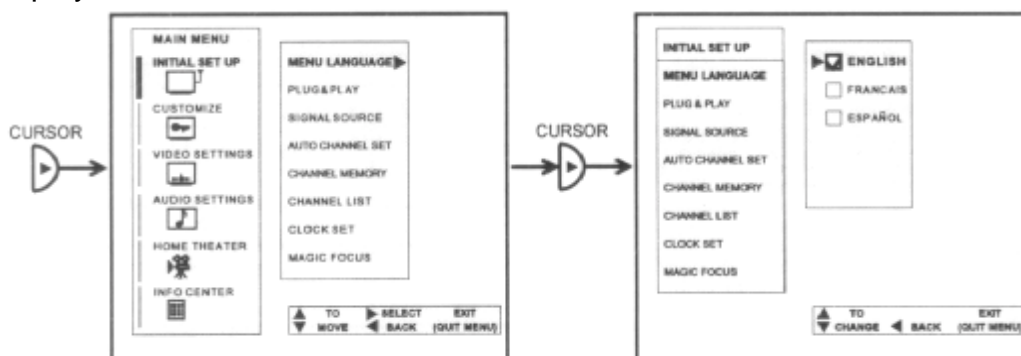 CURSOR
MAIN MENU
INITIAL SET UP
CUSTOMIZE
VIDEO SETTINGS
AUDIO SETTINGS
HOME THEATER
INFO CENTER
MENU LANGUAGE
PLUG & PLAY
SIGNAL SOURCE
AUTO CHANNEL SET
CHANNEL MEMORY
CHANNEL LIST
CLOCK SET
MAGIC FOCUS
TO SELECT EXIT
MOVE BACK (QUIT MENU)
CURSOR
INITIAL SET UP
MENU LANGUAGE
PLUG & PLAY
SIGNAL SOURCE
AUTO CHANNEL SET
CHANNEL MEMORY
CHANNEL LIST
CLOCK SET
MAGIC FOCUS
ENGLISH
FRANCAIS
ESPAÑOL
TO EXIT
CHANGE BACK (QUIT MENU)